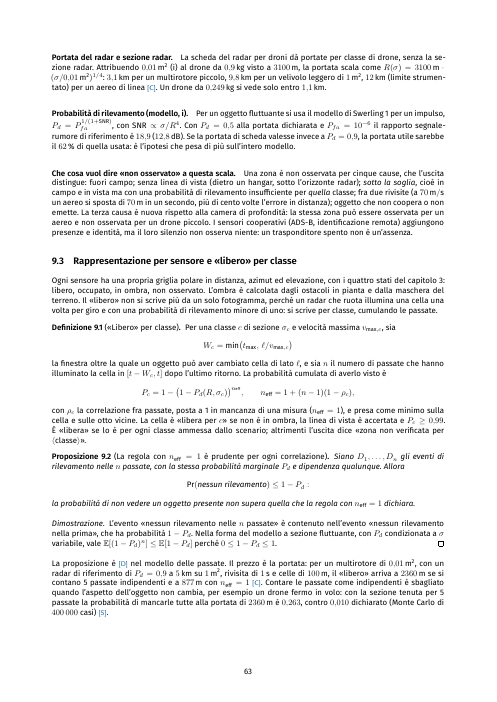 Portata del radar e sezione radar. La scheda del radar per droni dà portate per classe di drone, senza la se-
zione radar. Attribuendo 0,01 m² (i) al drone da 0,9 kg visto a 3100 m, la portata scala come R(σ) = 3100 m ·
(σ/0,01 m²)^{1/4}: 3,1 km per un multirotore piccolo, 9,8 km per un velivolo leggero di 1 m², 12 km (limite strumen-
tato) per un aereo di linea [C]. Un drone da 0,249 kg si vede solo entro 1,1 km.
Probabilità di rilevamento (modello, i). Per un oggetto fluttuante si usa il modello di Swerling 1 per un impulso,
P_d = P_{fa}^{1/(1+SNR)}, con SNR ∝ σ/R⁴. Con P_d = 0,5 alla portata dichiarata e P_{fa} = 10⁻⁶ il rapporto segnale-
rumore di riferimento è 18,9 (12,8 dB). Se la portata di scheda valesse invece a P_d = 0,9, la portata utile sarebbe
il 62 % di quella usata: è l'ipotesi che pesa di più sull'intero modello.
Che cosa vuol dire «non osservato» a questa scala. Una zona è non osservata per cinque cause, che l'uscita
distingue: fuori campo; senza linea di vista (dietro un hangar, sotto l'orizzonte radar); sotto la soglia, cioè in
campo e in vista ma con una probabilità di rilevamento insufficiente per quella classe; fra due rivisite (a 70 m/s
un aereo si sposta di 70 m in un secondo, più di cento volte l'errore in distanza); oggetto che non coopera o non
emette. La terza causa è nuova rispetto alla camera di profondità: la stessa zona può essere osservata per un
aereo e non osservata per un drone piccolo. I sensori cooperativi (ADS-B, identificazione remota) aggiungono
presenze e identità, ma il loro silenzio non osserva niente: un trasponditore spento non è un'assenza.
9.3 Rappresentazione per sensore e «libero» per classe
Ogni sensore ha una propria griglia polare in distanza, azimut ed elevazione, con i quattro stati del capitolo 3:
libero, occupato, in ombra, non osservato. L'ombra è calcolata dagli ostacoli in pianta e dalla maschera del
terreno. Il «libero» non si scrive più da un solo fotogramma, perché un radar che ruota illumina una cella una
volta per giro e con una probabilità di rilevamento minore di uno: si scrive per classe, cumulando le passate.
Definizione 9.1 («Libero» per classe). Per una classe c di sezione σ_c e velocità massima v_{max,c}, sia
W_c = min(t_{max}, ℓ/v_{max,c})
la finestra oltre la quale un oggetto può aver cambiato cella di lato ℓ, e sia n il numero di passate che hanno
illuminato la cella in [t − W_c, t] dopo l'ultimo ritorno. La probabilità cumulata di averlo visto è
P_c = 1 − (1 − P_d(R, σ_c))^{n_{eff}}, n_{eff} = 1 + (n − 1)(1 − ρ_c),
con ρ_c la correlazione fra passate, posta a 1 in mancanza di una misura (n_{eff} = 1), e presa come minimo sulla
cella e sulle otto vicine. La cella è «libera per c» se non è in ombra, la linea di vista è accertata e P_c ≥ 0,99.
È «libera» se lo è per ogni classe ammessa dallo scenario; altrimenti l'uscita dice «zona non verificata per
⟨classe⟩».
Proposizione 9.2 (La regola con n_{eff} = 1 è prudente per ogni correlazione). Siano D_1, . . . , D_n gli eventi di
rilevamento nelle n passate, con la stessa probabilità marginale P_d e dipendenza qualunque. Allora
Pr(nessun rilevamento) ≤ 1 − P_d :
la probabilità di non vedere un oggetto presente non supera quella che la regola con n_{eff} = 1 dichiara.
Dimostrazione. L'evento «nessun rilevamento nelle n passate» è contenuto nell'evento «nessun rilevamento
nella prima», che ha probabilità 1 − P_d. Nella forma del modello a sezione fluttuante, con P_d condizionata a σ
variabile, vale E[(1 − P_d)ⁿ] ≤ E[1 − P_d] perché 0 ≤ 1 − P_d ≤ 1. □
La proposizione è [D] nel modello delle passate. Il prezzo è la portata: per un multirotore di 0,01 m², con un
radar di riferimento di P_d = 0,9 a 5 km su 1 m², rivisita di 1 s e celle di 100 m, il «libero» arriva a 2360 m se si
contano 5 passate indipendenti e a 877 m con n_{eff} = 1 [C]. Contare le passate come indipendenti è sbagliato
quando l'aspetto dell'oggetto non cambia, per esempio un drone fermo in volo: con la sezione tenuta per 5
passate la probabilità di mancarle tutte alla portata di 2360 m è 0,263, contro 0,010 dichiarato (Monte Carlo di
400 000 casi) [S].
63